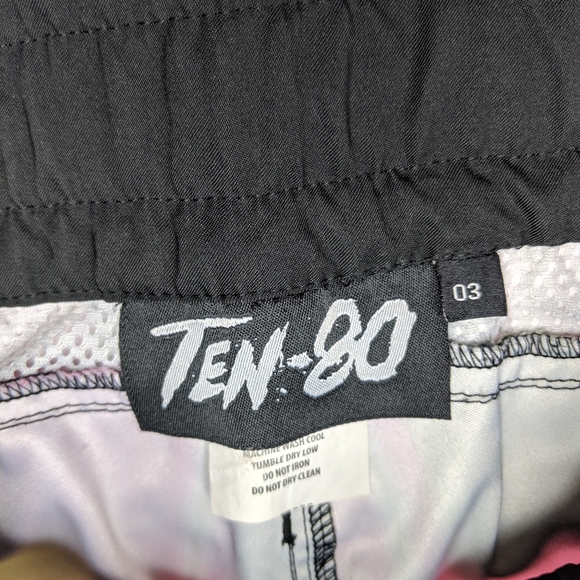 TEN-80
03
MACHINE WASH COOL
TUMBLE DRY LOW
DO NOT IRON
DO NOT DRY CLEAN